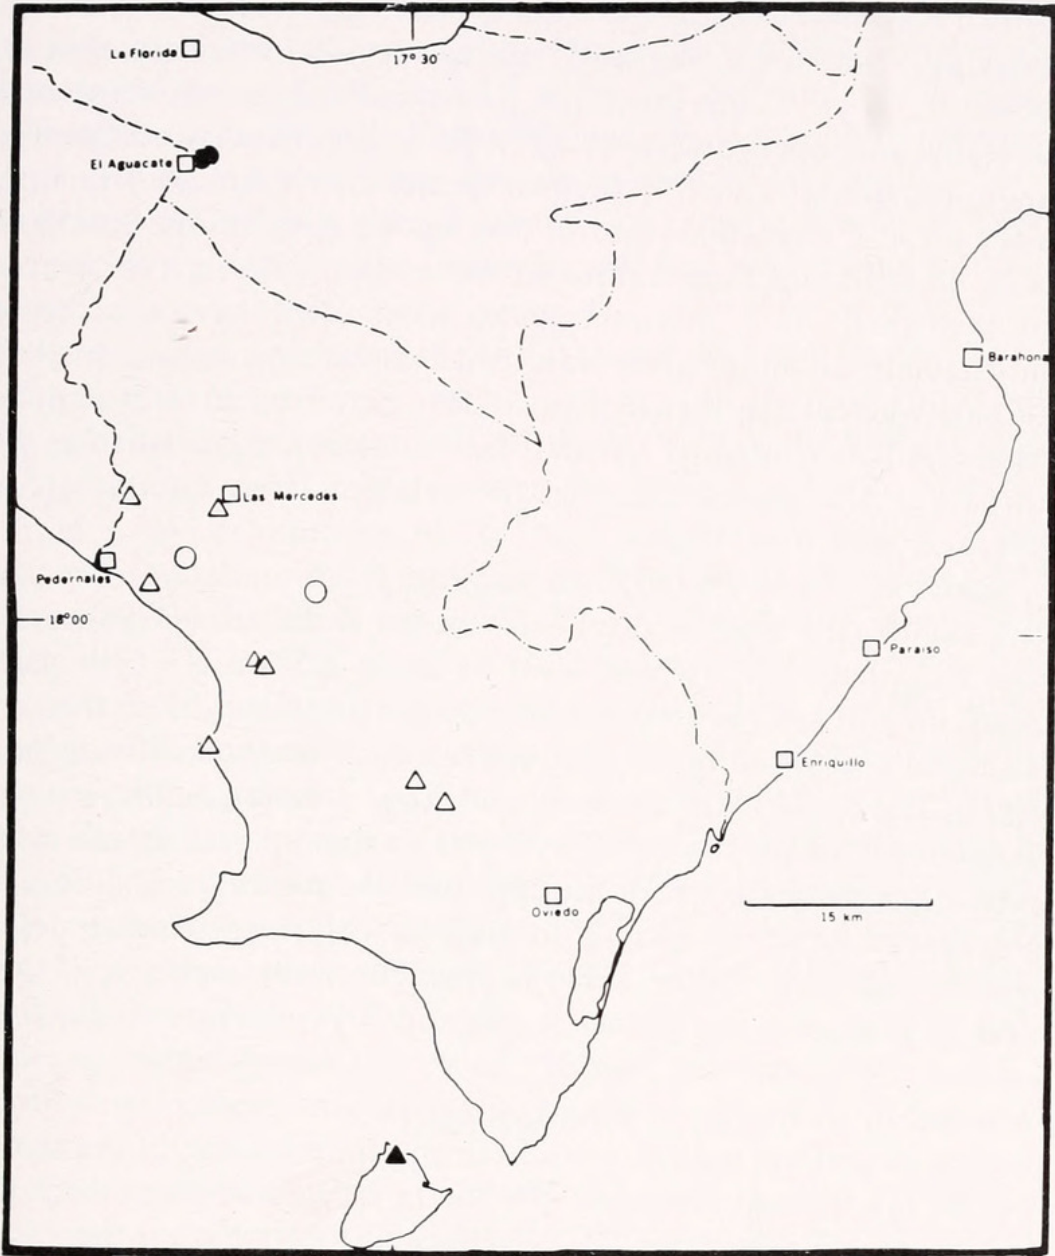 La Florida
17° 30
El Aguacate
Barahona
Las Mercedes
Pedernales
18°00
Paraiso
Enriquillo
Oviedo
15 km